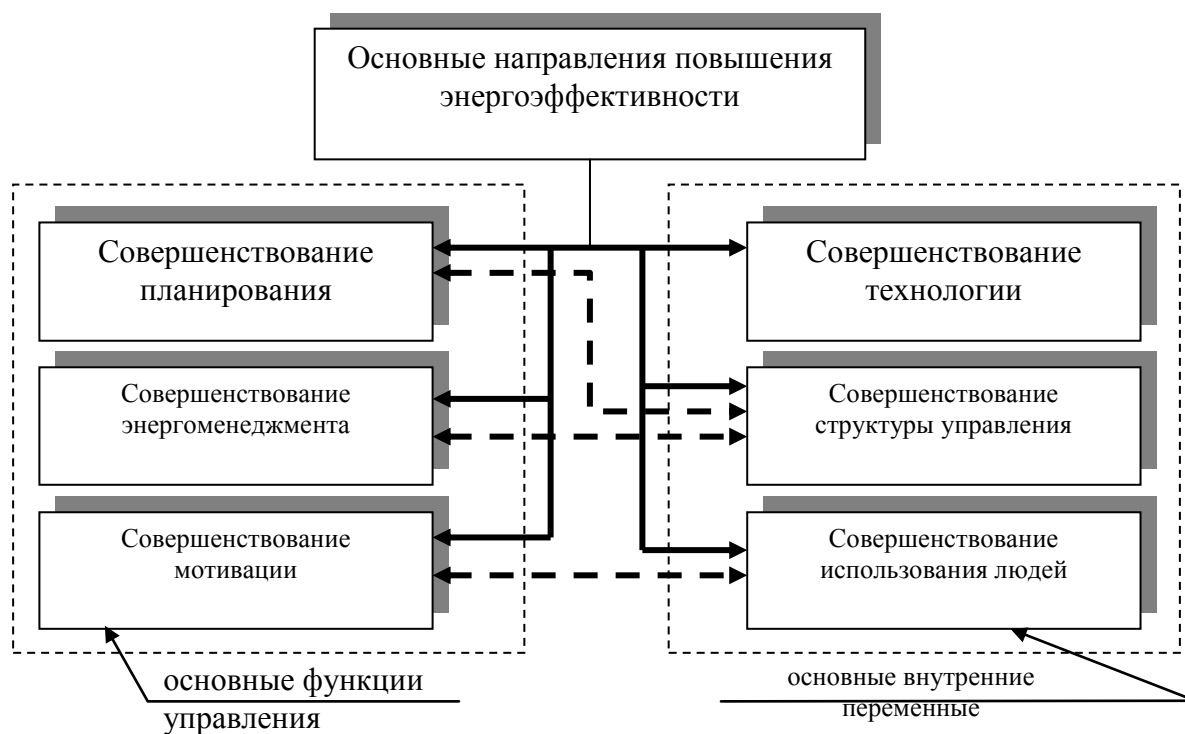 Основные направления повышения
энергоэффективности
Совершенствование
планирования
Совершенствование
технологии
Совершенствование
энергоменеджмента
Совершенствование
структуры управления
Совершенствование
мотивации
Совершенствование
использования людей
основные функции
управления
основные внутренние
переменные